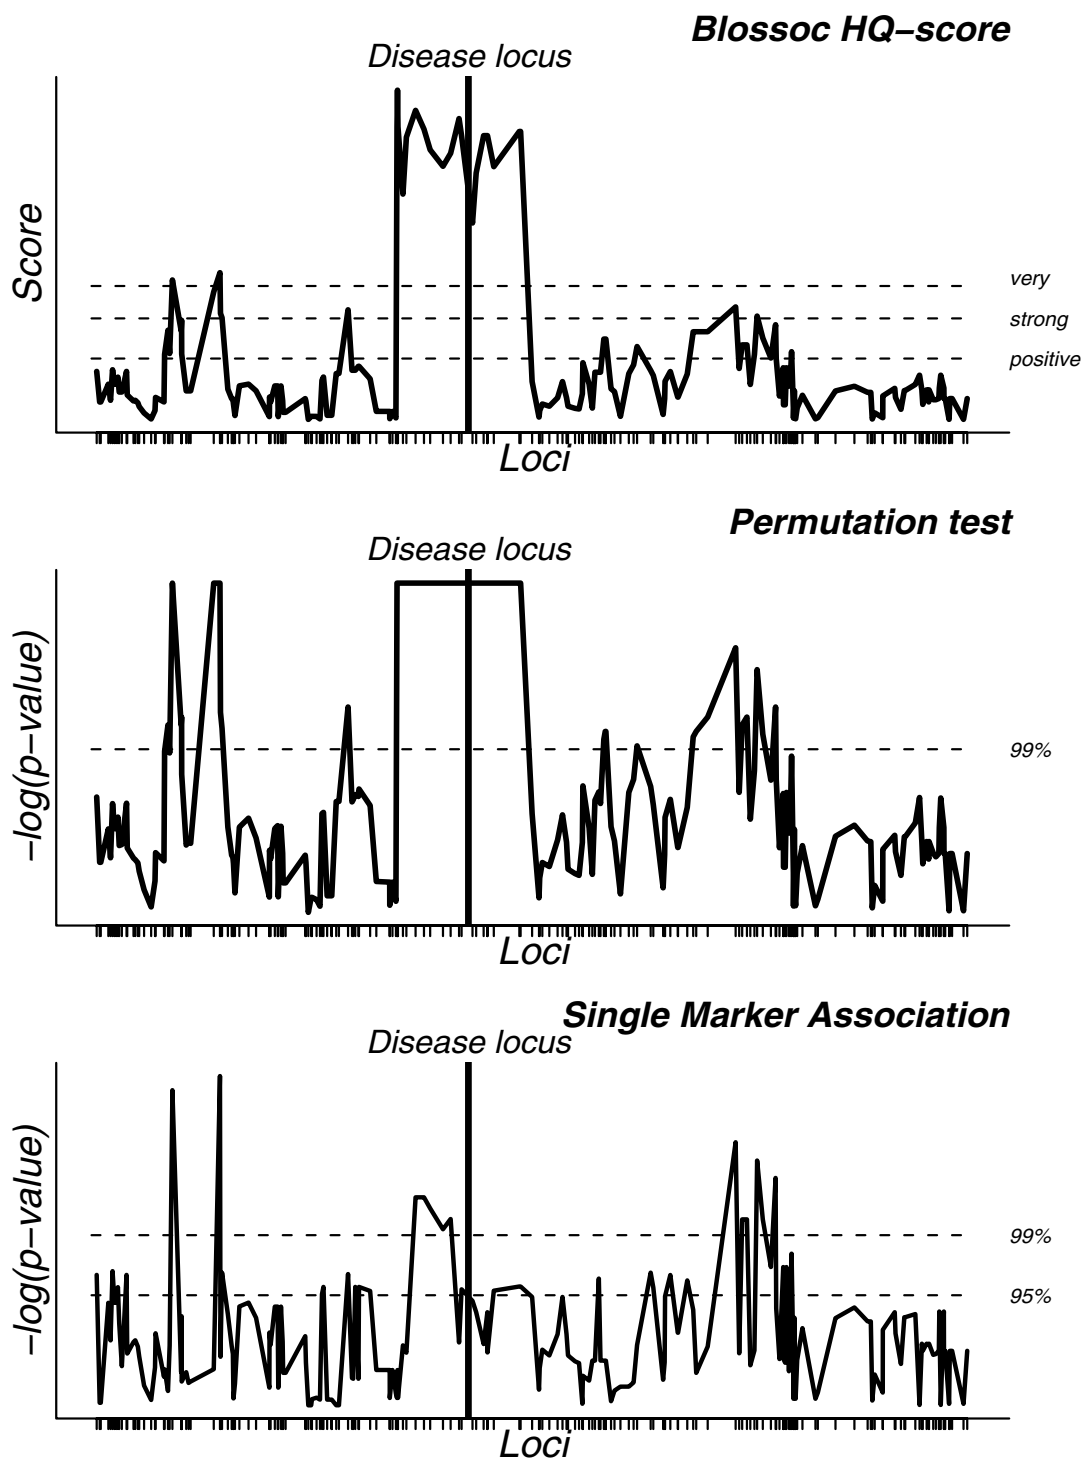 Blossoc HQ−score
Disease locus
Score
very
strong
positive
Loci
Permutation test
Disease locus
−log(p−value)
99%
Loci
Single Marker Association
Disease locus
−log(p−value)
99%
95%
Loci